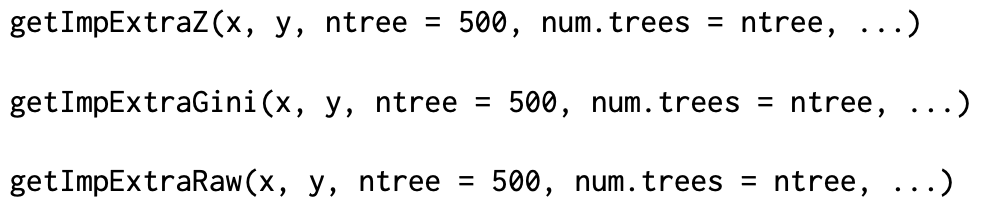 getImpExtraZ(x, y, ntree = 500, num.trees = ntree, ...)
getImpExtraGini(x, y, ntree = 500, num.trees = ntree, ...)
getImpExtraRaw(x, y, ntree = 500, num.trees = ntree, ...)